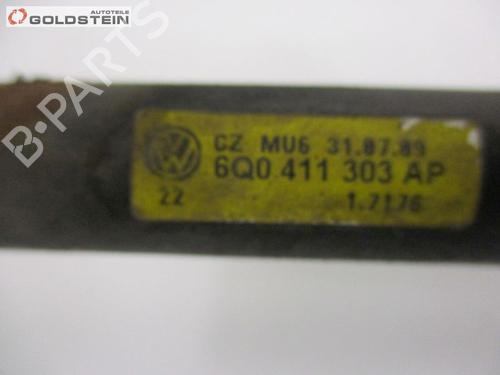 AUTOTEILE
GOLDSTEIN
CZ MU6 31.07.09
6Q0 411 303 AP
22 1.7176
B-PARTS